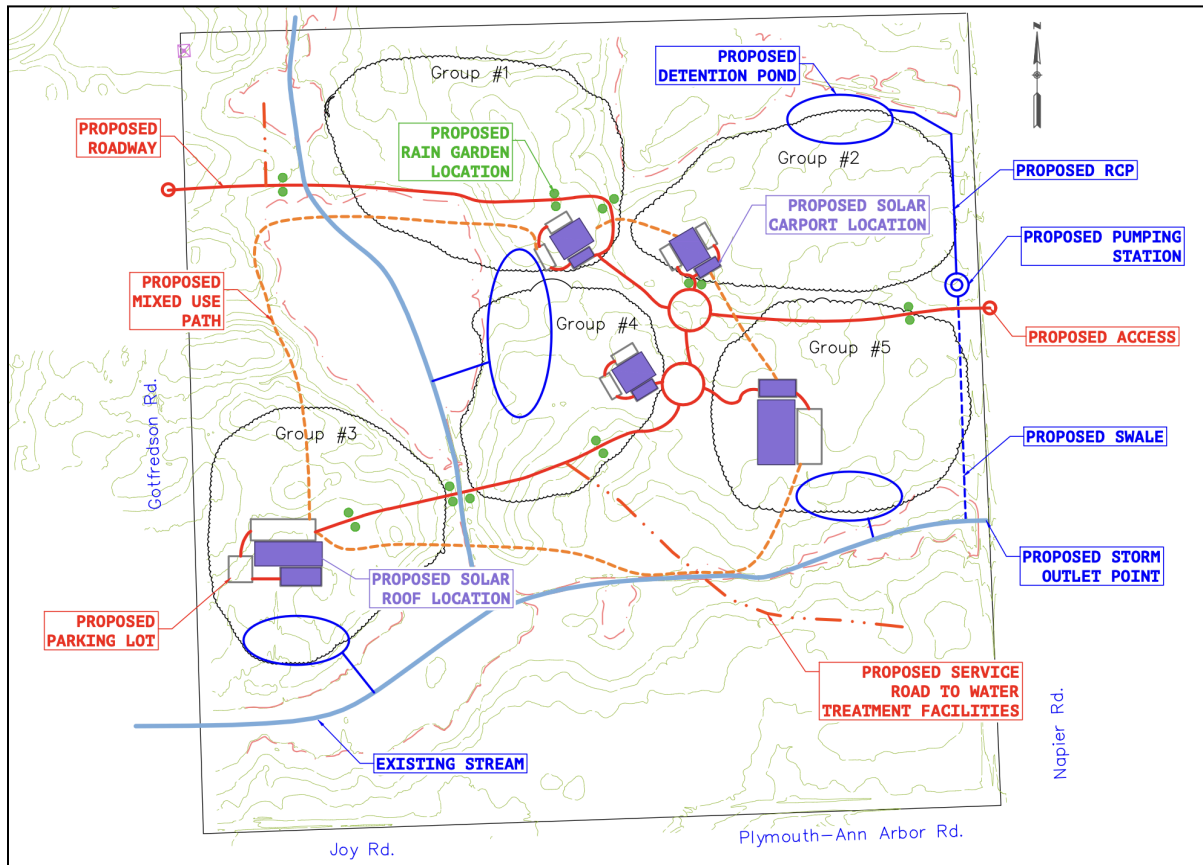 N
Group #1
PROPOSED
DETENTION POND
PROPOSED
ROADWAY
PROPOSED
RAIN GARDEN
LOCATION
Group #2
PROPOSED RCP
PROPOSED SOLAR
CARPORT LOCATION
PROPOSED PUMPING
STATION
PROPOSED
MIXED USE
PATH
Group #4
Group #5
PROPOSED ACCESS
Gotfredson Rd.
Group #3
PROPOSED SWALE
PROPOSED SOLAR
ROOF LOCATION
PROPOSED STORM
OUTLET POINT
PROPOSED
PARKING LOT
PROPOSED SERVICE
ROAD TO WATER
TREATMENT FACILITIES
Napier Rd.
EXISTING STREAM
Joy Rd.
Plymouth-Ann Arbor Rd.